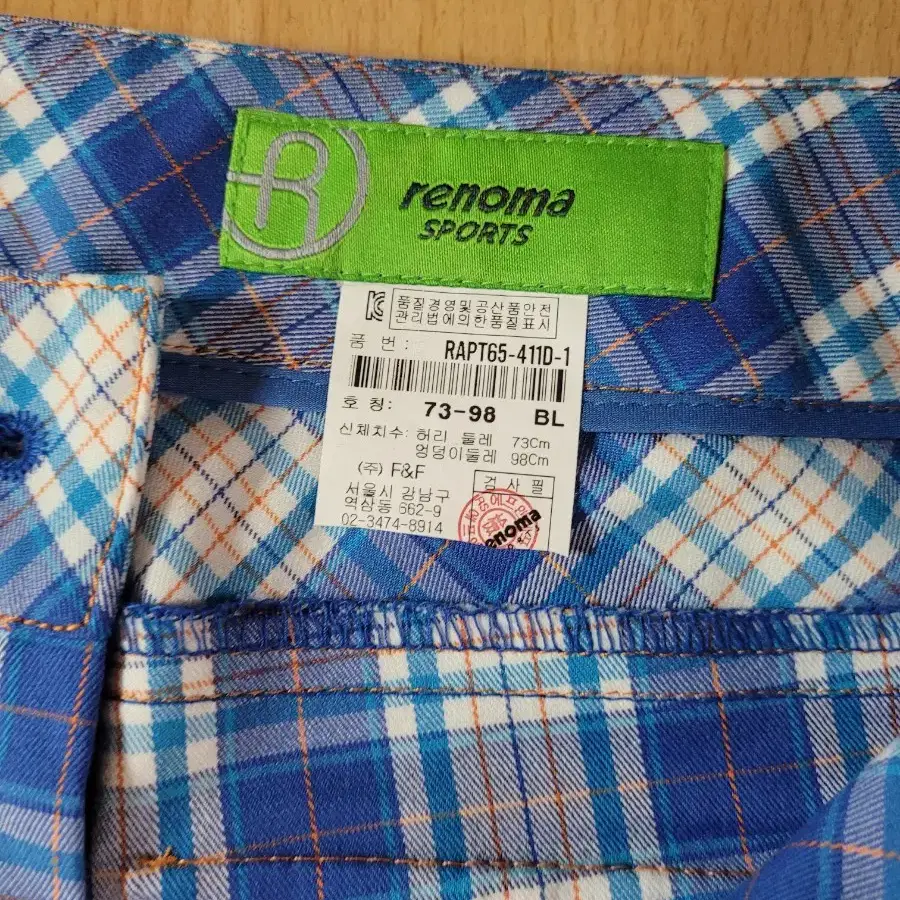 R
renoma
SPORTS
품질경영및공산품안전
관리법에의한품질표시
품 번 : RAPT65-411D-1
호 칭: 73-98 BL
신체치수: 허리 둘레 73Cm
엉덩이둘레 98Cm
(주) F&F
검사필
서울시 강남구
역삼동 662-9
02-3474-8914
renoma